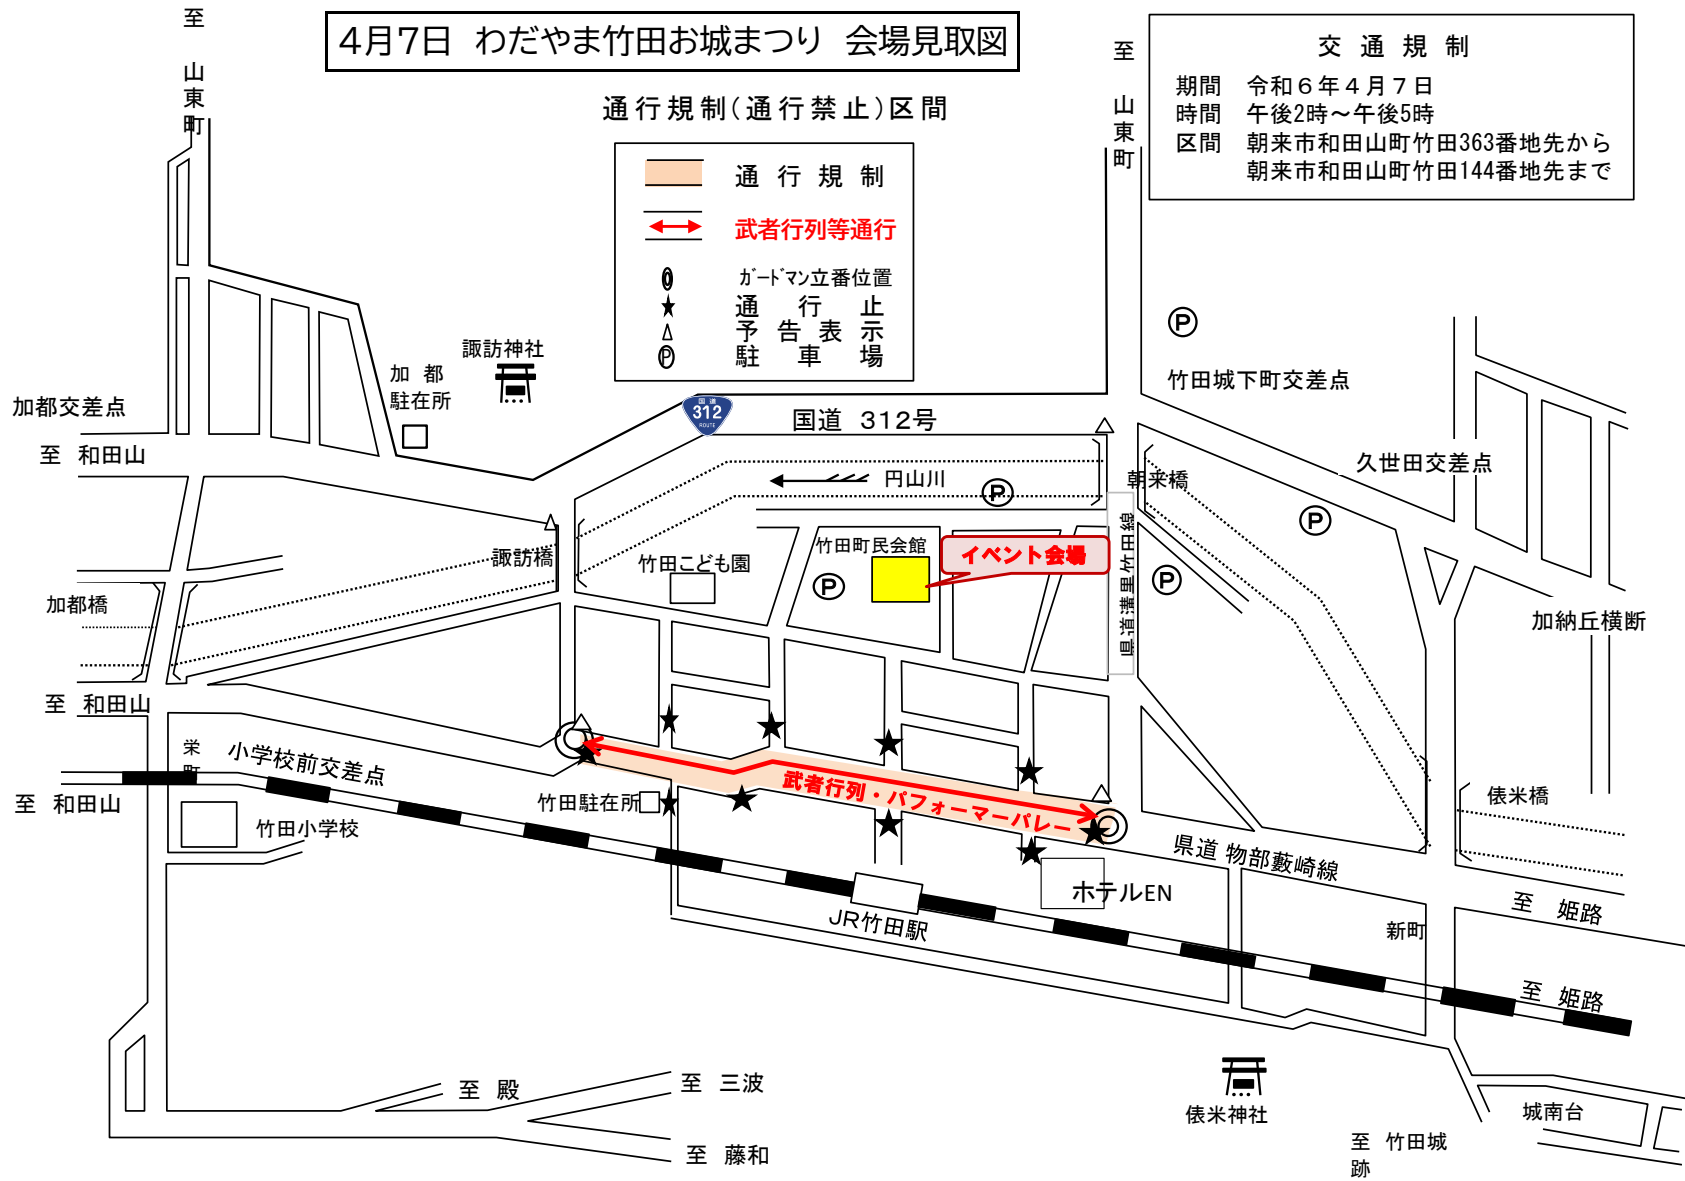 4月7日 わだやま竹田お城まつり 会場見取図
至 山東町
至 山東町
交通規制
期間 令和6年4月7日
時間 午後2時～午後5時
区間 朝来市和田山町竹田363番地先から
朝来市和田山町竹田144番地先まで
通行規制(通行禁止)区間
通行規制
武者行列等通行
ｶﾞｰﾄﾞﾏﾝ立番位置
通行止
予告表示
P 駐車場
諏訪神社
加都
駐在所
加都交差点
至 和田山
国道
312
ROUTE
国道 312号
P
竹田城下町交差点
久世田交差点
円山川
P
朝来橋
P
諏訪橋
竹田こども園
竹田町民会館
イベント会場
P
P
県道溝黒竹田線
加都橋
加納丘横断
至 和田山
栄町
小学校前交差点
至 和田山
竹田小学校
竹田駐在所
武者行列・パフォーマーパレー
俵米橋
県道 物部藪崎線
ホテルEN
JR竹田駅
新町
至 姫路
至 姫路
至 殿
至 三波
至 藤和
俵米神社
至 竹田城
跡
城南台